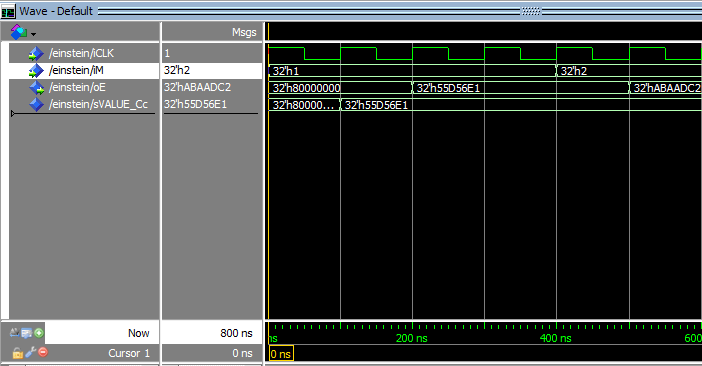 Wave - Default
Msgs
/einstein/iCLK 1
/einstein/iM 32'h2 32'h1 32'h2
/einstein/oE 32'hABAADC2 32'h80000000 32'h55D56E1 32'hABAADC2
/einstein/sVALUE_Cc 32'h55D56E1 32'h80000... 32'h55D56E1
Now 800 ns ns 200 ns 400 ns 600
Cursor 1 0 ns 0 ns